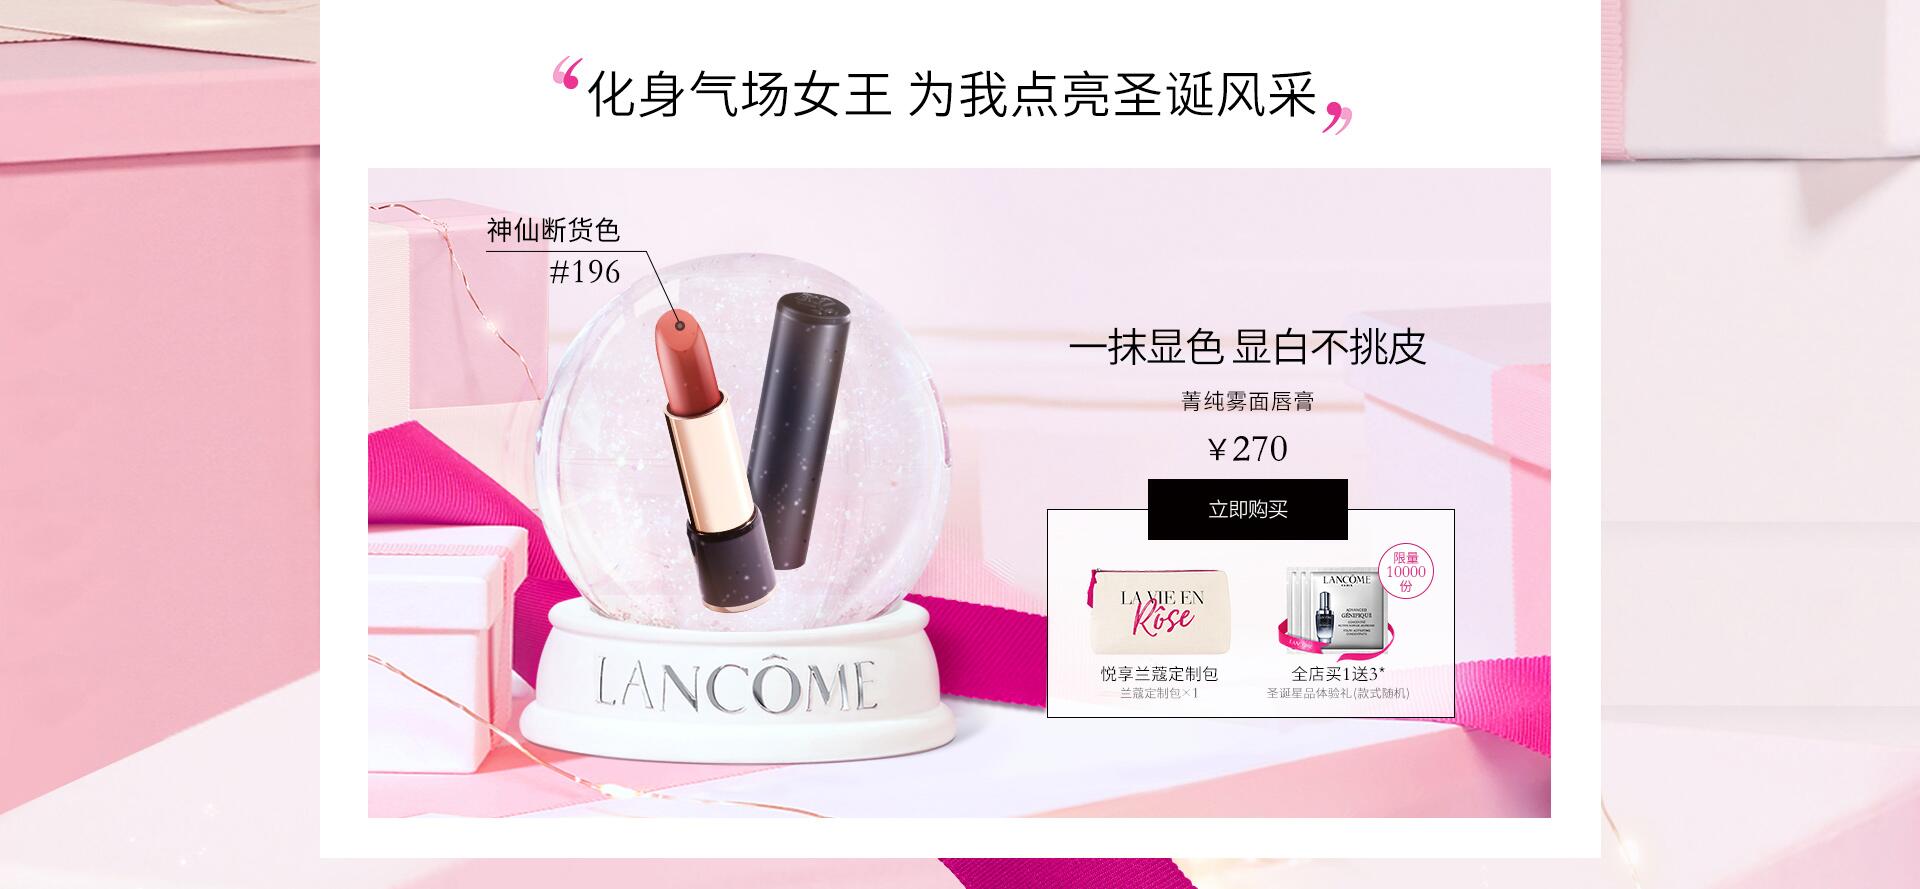 “化身气场女王 为我点亮圣诞风采”
神仙断货色
#196
LANCÔME
一抹显色 显白不挑皮
菁纯雾面唇膏
￥270
立即购买
LA VIE EN
Rôse
悦享兰蔻定制包
兰蔻定制包×1
限量
10000
份
LANCÔME
PARIS
ADVANCED
GÉNIFIQUE
全店买1送3*
圣诞星品体验礼(款式随机)